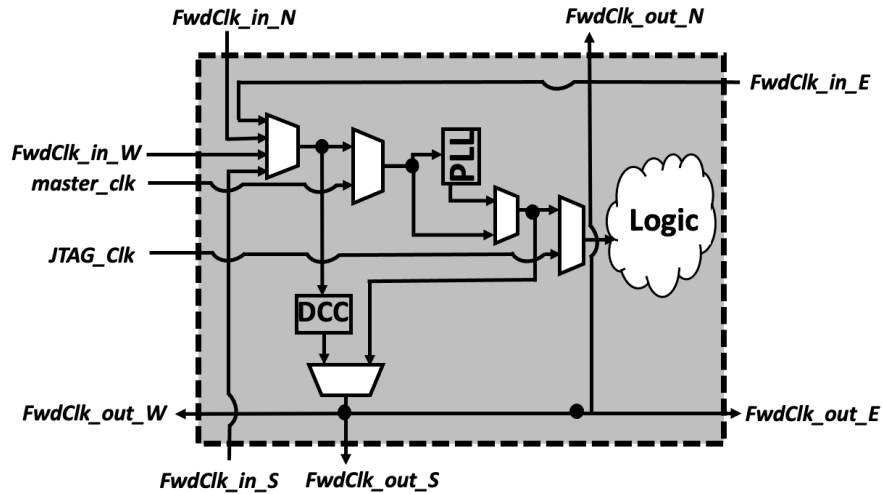 FwdClk_in_N
FwdClk_out_N
FwdClk_in_E
FwdClk_in_W
master_clk
PLL
Logic
JTAG_Clk
DCC
FwdClk_out_W
FwdClk_out_E
FwdClk_in_S
FwdClk_out_S